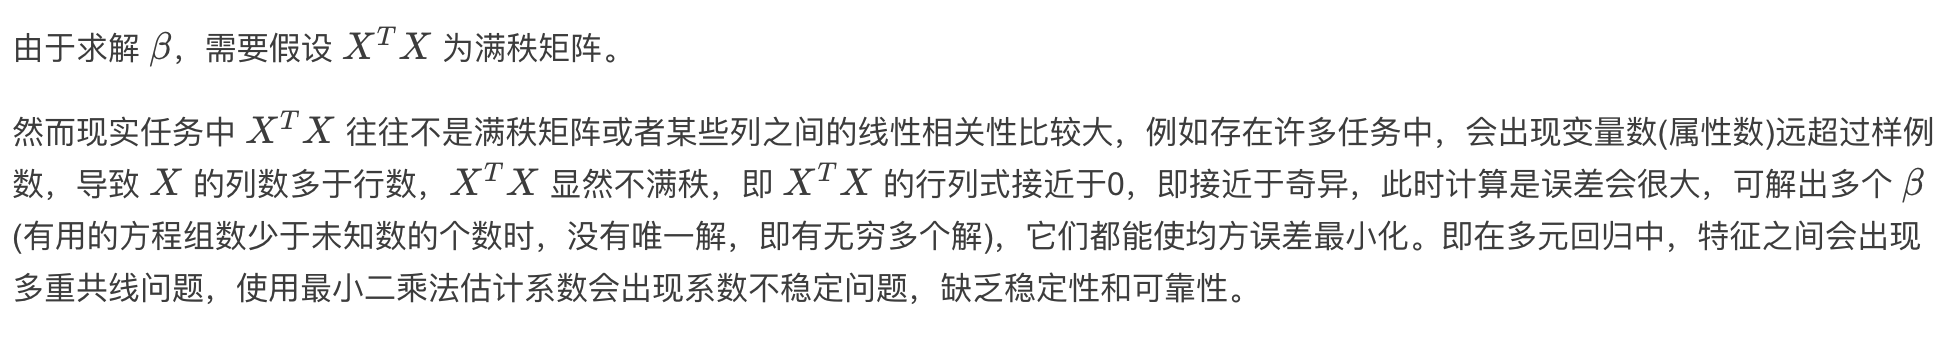 由于求解 β，需要假设 X^T X 为满秩矩阵。
然而现实任务中 X^T X 往往不是满秩矩阵或者某些列之间的线性相关性比较大，例如存在许多任务中，会出现变量数(属性数)远超过样例
数，导致 X 的列数多于行数，X^T X 显然不满秩，即 X^T X 的行列式接近于0，即接近于奇异，此时计算是误差会很大，可解出多个 β
(有用的方程组数少于未知数的个数时，没有唯一解，即有无穷多个解)，它们都能使均方误差最小化。即在多元回归中，特征之间会出现
多重共线问题，使用最小二乘法估计系数会出现系数不稳定问题，缺乏稳定性和可靠性。